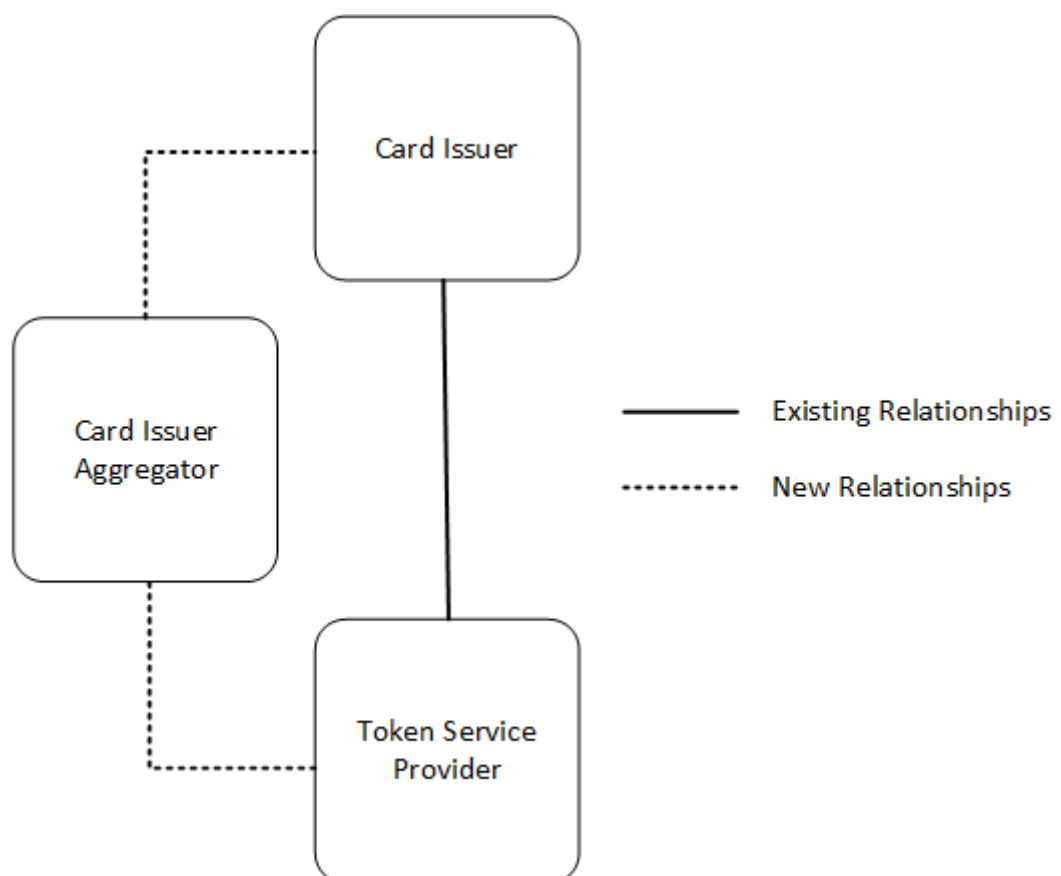 Card Issuer
Card Issuer
Aggregator
Existing Relationships
New Relationships
Token Service
Provider